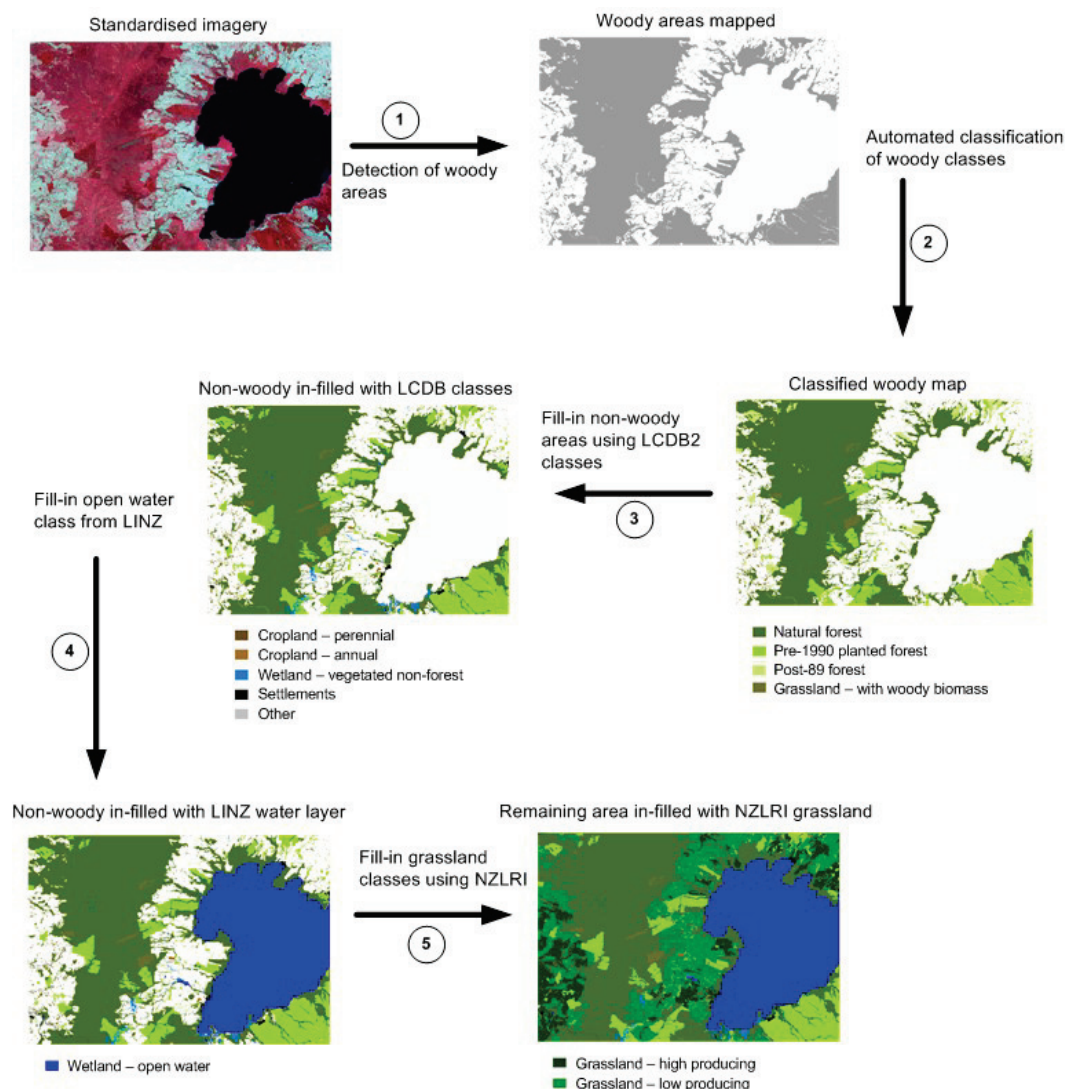 Standardised imagery
Woody areas mapped
1
Detection of woody
areas
Automated classification
of woody classes
2
Non-woody in-filled with LCDB classes
Classified woody map
Fill-in non-woody
areas using LCDB2
classes
3
Fill-in open water
class from LINZ
4
Cropland – perennial
Cropland – annual
Wetland – vegetated non-forest
Settlements
Other
Natural forest
Pre-1990 planted forest
Post-89 forest
Grassland – with woody biomass
Non-woody in-filled with LINZ water layer
Remaining area in-filled with NZLRI grassland
Fill-in grassland
classes using NZLRI
5
Wetland – open water
Grassland – high producing
Grassland – low producing